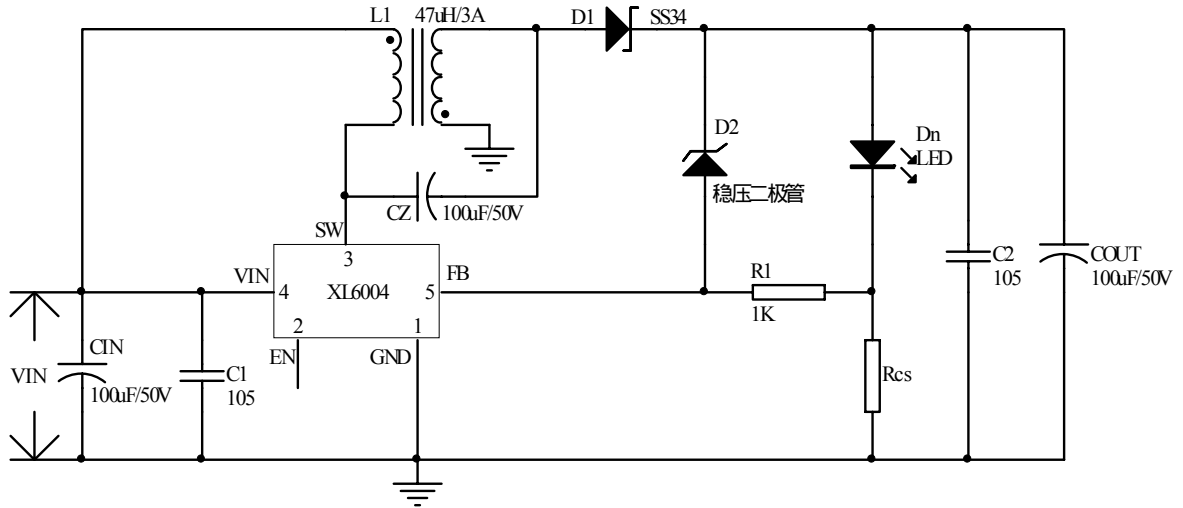 L1
47uH/3A
D1
SS34
D2
稳压二极管
Dn
LED
CZ
100uF/50V
SW
3
VIN
4
XL6004
5
FB
2
1
EN
GND
R1
1K
C2
105
COUT
100uF/50V
VIN
CIN
100uF/50V
C1
105
Rcs